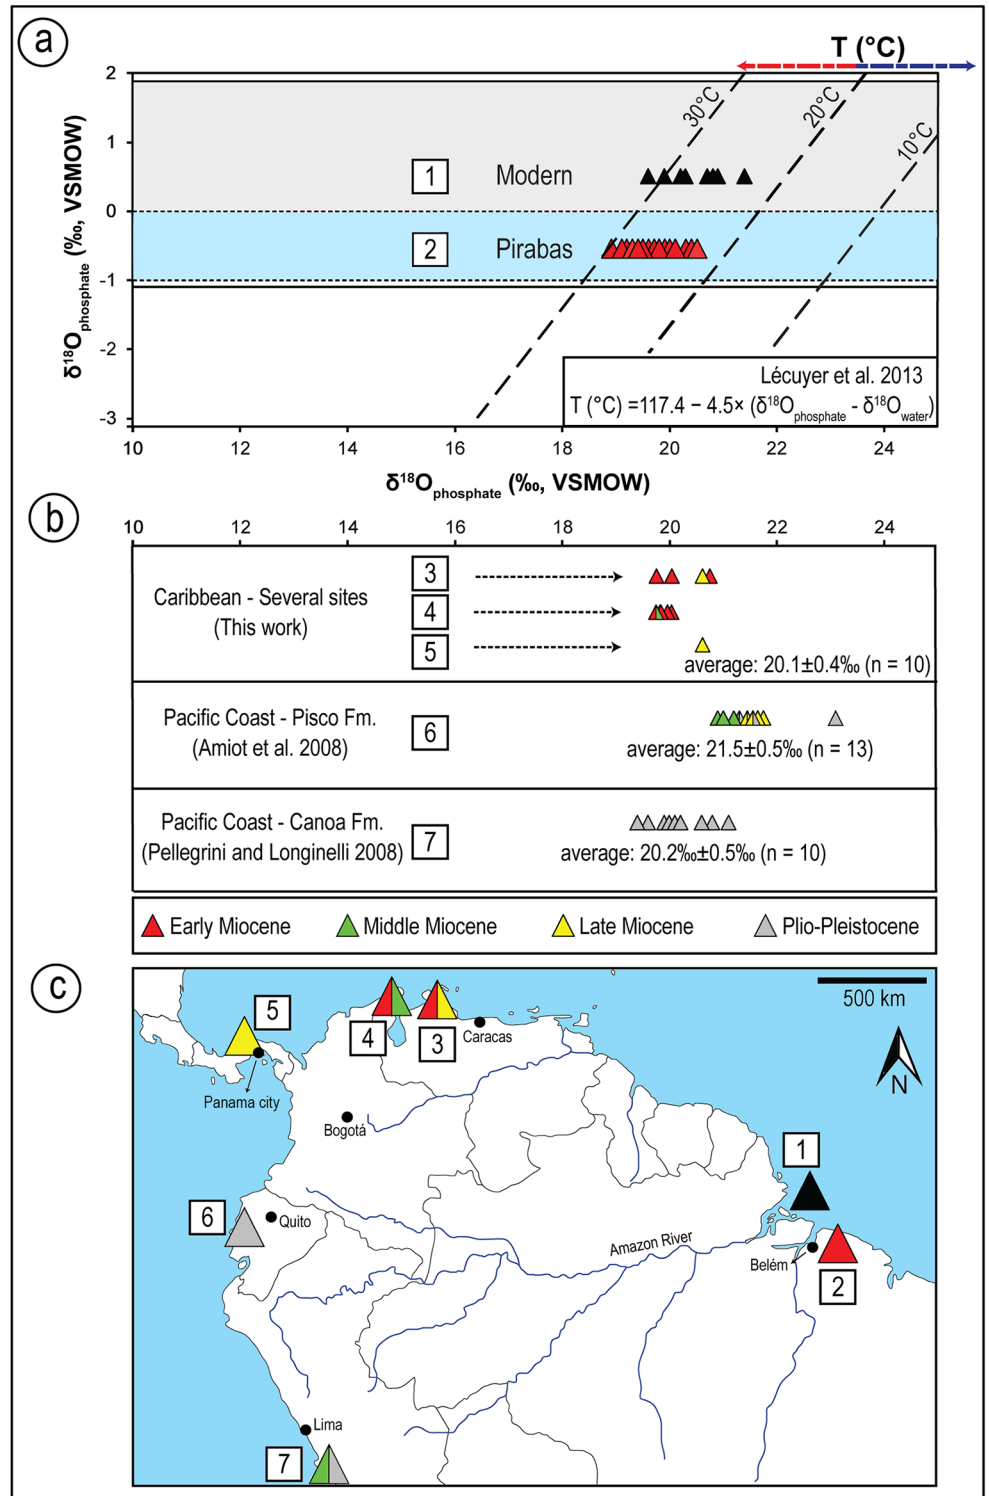 a
T (°C)
2
1
0
-1
-2
-3
δ¹⁸Ophosphate (‰, VSMOW)
30°C
20°C
10°C
1 Modern
2 Pirabas
Lécuyer et al. 2013
T (°C) =117.4 – 4.5× (δ¹⁸Ophosphate - δ¹⁸Owater)
10 12 14 16 18 20 22 24
δ¹⁸Ophosphate (‰, VSMOW)
b
10 12 14 16 18 20 22 24
Caribbean - Several sites
(This work)
3
4
5
average: 20.1±0.4‰ (n = 10)
Pacific Coast - Pisco Fm.
(Amiot et al. 2008)
6
average: 21.5±0.5‰ (n = 13)
Pacific Coast - Canoa Fm.
(Pellegrini and Longinelli 2008)
7
average: 20.2‰±0.5‰ (n = 10)
Early Miocene Middle Miocene Late Miocene Plio-Pleistocene
c
500 km
5
4
3
Caracas
N
Panama city
Bogotá
1
6
Quito
Amazon River
Belém
2
Lima
7